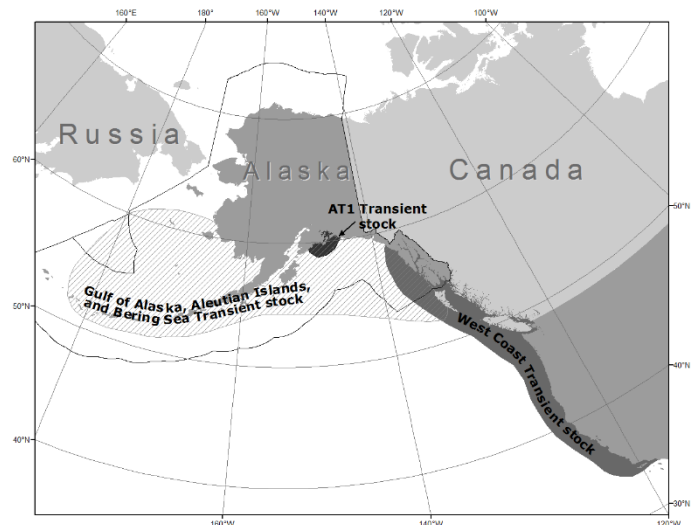 160°E
180°
160°W
140°W
120°W
100°W
Russia
Alaska
Canada
60°N
50°N
40°N
AT1 Transient
stock
Gulf of Alaska, Aleutian Islands,
and Bering Sea Transient stock
West Coast Transient stock
50°N
40°N
30°N
160°W
140°W
120°W